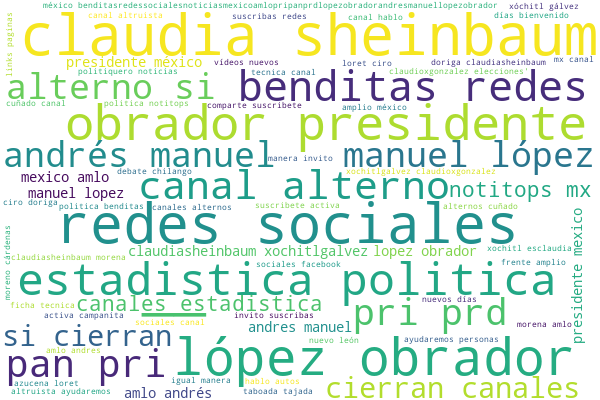 méxico benditasredessocialesnoticiasmexicoamlopripanprdlopezobradorandresmanuellopezobrador
xóchitl gálvez
canal altruista
suscribas redes
canal hablo
días bienvenido
claudia sheinbaum
links paginas
presidente méxico
politiquero noticias
videos nuevos
tecnica canal
loret ciro
doriga claudiasheinbaum
mx canal
claudioxgonzalez elecciones'
alterno si
benditas redes
cuñado canal
politica notitops
comparte suscribete
amplio méxico
obrador presidente
andrés manuel
manera invito
manuel lópez
debate chilango
xochitlgalvez claudioxgonzalez
mexico amlo
manuel lopez
canal alterno
notitops mx
ciro doriga
politica benditas
canales alternos
suscribete activa
alternos cuñado
redes sociales
presidente mexico
moreno cárdenas
claudiasheinbaum morena
claudiasheinbaum xochitlgalvez
lopez obrador
xochitl esclaudia
sociales facebook
frente amplio
estadistica politica
ficha tecnica
canales estadistica
nuevos dias
pri prd
activa campanita
sociales canal
invito suscribas
andres manuel
morena amlo
si cierran
nuevo león
ayudaremos personas
amlo andres
pan pri
lópez obrador
azucena loret
igual manera
hablo autos
cierran canales
altruista ayudaremos
amlo andrés
taboada tajada